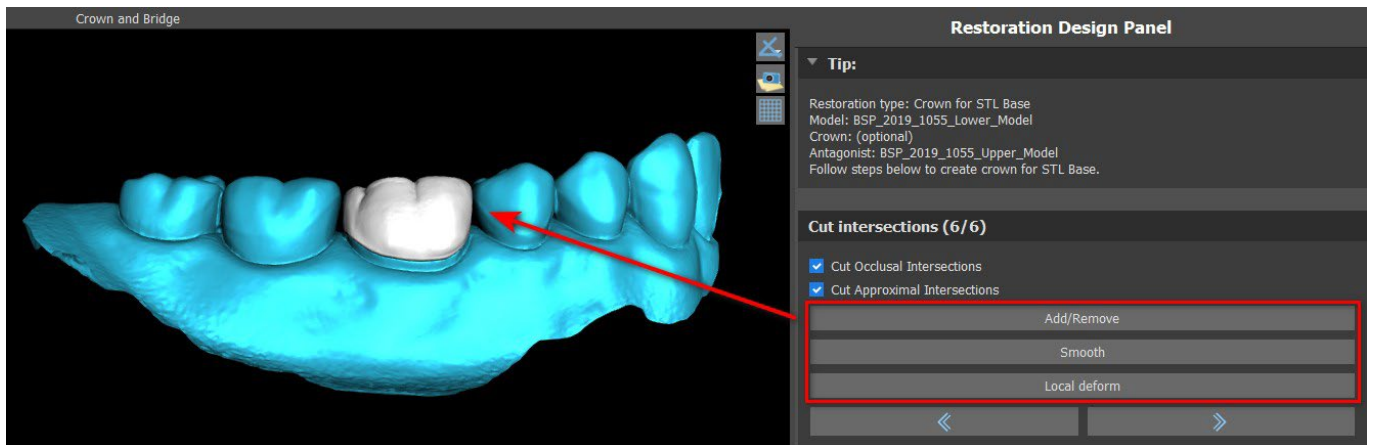 Crown and Bridge
Restoration Design Panel
Tip:
Restoration type: Crown for STL Base
Model: BSP_2019_1055_Lower_Model
Crown: (optional)
Antagonist: BSP_2019_1055_Upper_Model
Follow steps below to create crown for STL Base.
Cut intersections (6/6)
Cut Occlusal Intersections
Cut Approximal Intersections
Add/Remove
Smooth
Local deform